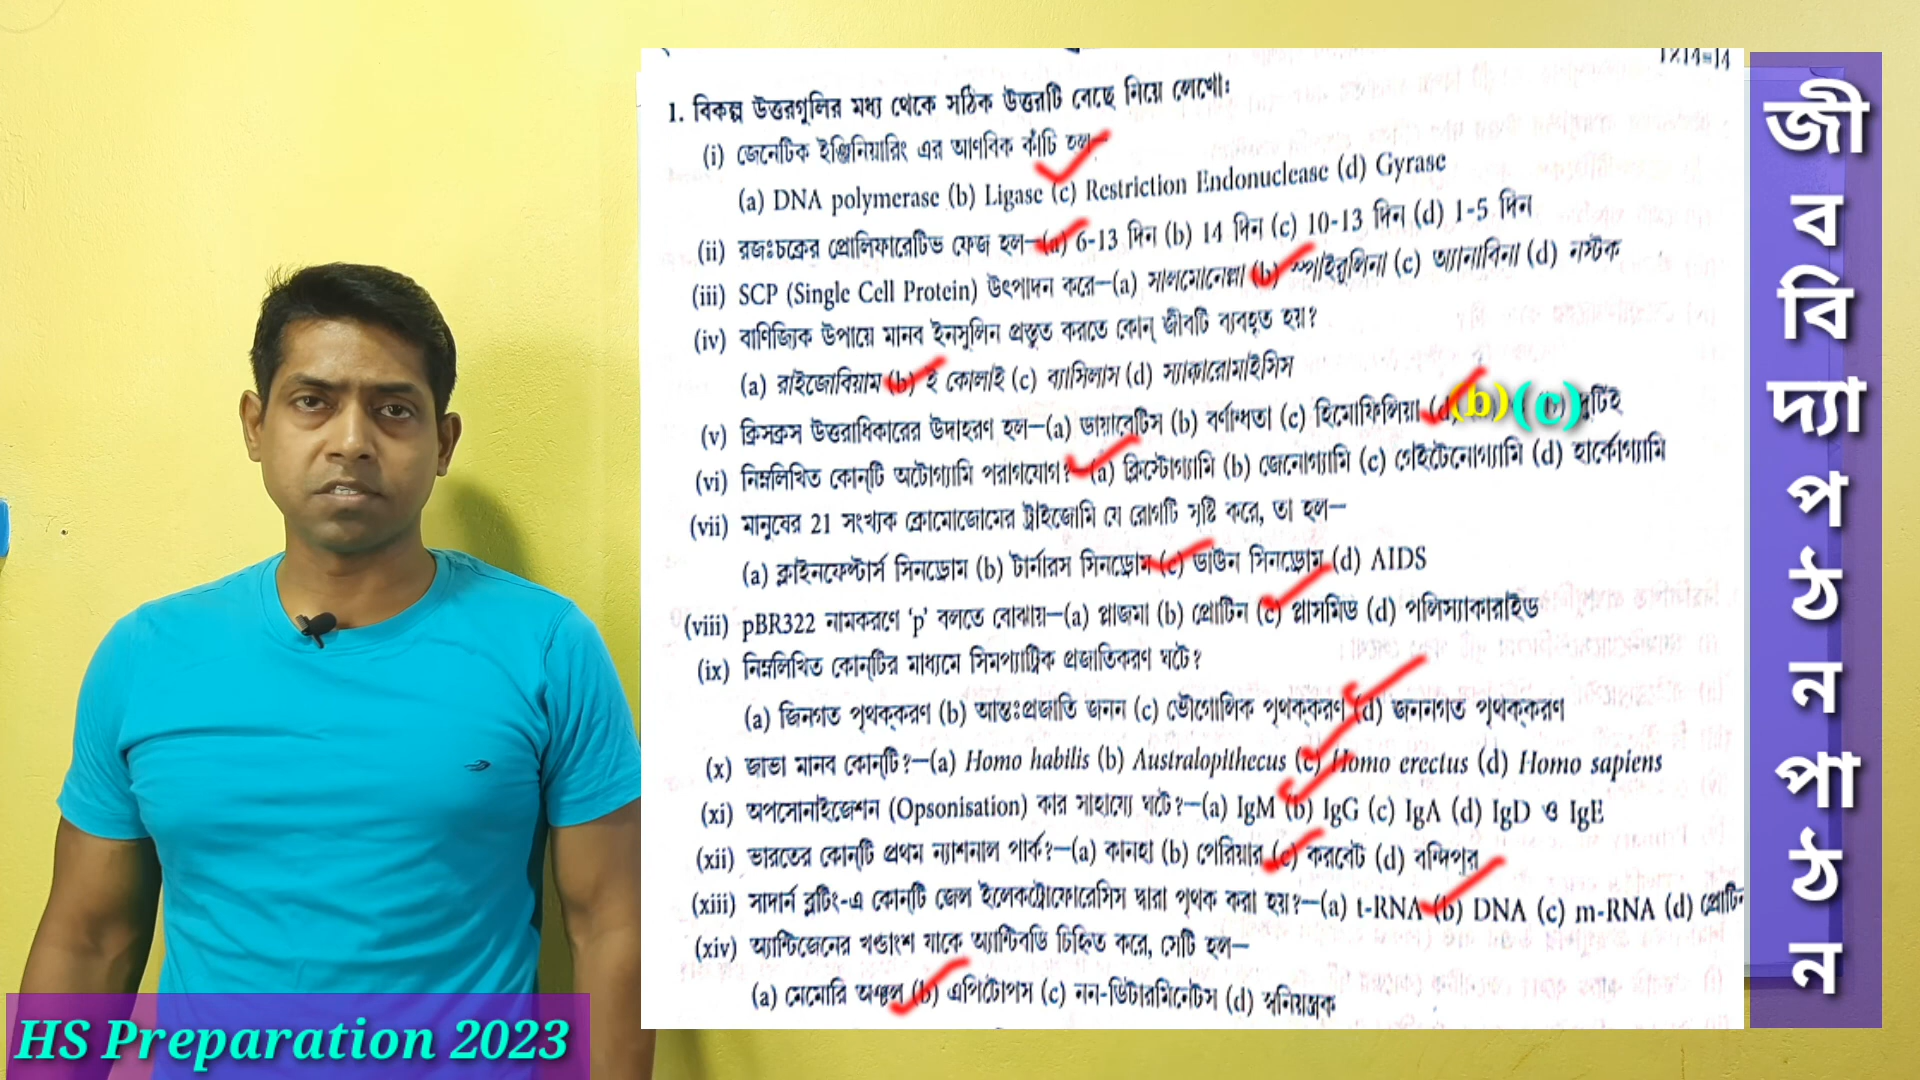 1×14=14
1. বিকল্প উত্তরগুলির মধ্য থেকে সঠিক উত্তরটি বেছে নিয়ে লেখো:
(i) জেনেটিক ইঞ্জিনিয়ারিং এর আণবিক কাঁচি হল—
(a) DNA polymerase (b) Ligase (c) Restriction Endonuclease (d) Gyrase
(ii) রজঃচক্রের প্রোলিফারেটিভ ফেজ হল—(a) 6-13 দিন (b) 14 দিন (c) 10-13 দিন (d) 1-5 দিন
(iii) SCP (Single Cell Protein) উৎপাদন করে—(a) সালমোনেল্লা (b) স্পাইরুলিনা (c) অ্যানাবিনা (d) নস্টক
(iv) বাণিজ্যিক উপায়ে মানব ইনসুলিন প্রস্তুত করতে কোন্ জীবটি ব্যবহৃত হয়?
(a) রাইজোবিয়াম (b) ই কোলাই (c) ব্যাসিলাস (d) স্যাকারোমাইসিস
(v) ক্রিসক্রস উত্তরাধিকারের উদাহরণ হল—(a) ডায়াবেটিস (b) বর্ণান্ধতা (c) হিমোফিলিয়া (d) (b) (c) দুটিই
(vi) নিম্নলিখিত কোন্‌টি অটোগ্যামি পরাগযোগ?—(a) ক্লিস্টোগ্যামি (b) জেনোগ্যামি (c) গেইটেনোগ্যামি (d) হার্কোগ্যামি
(vii) মানুষের 21 সংখ্যক ক্রোমোজোমের ট্রাইজোমি যে রোগটি সৃষ্টি করে, তা হল—
(a) ক্লাইনফেল্টার্স সিনড্রোম (b) টার্নারস সিনড্রোম (c) ডাউন সিনড্রোম (d) AIDS
(viii) pBR322 নামকরণে 'p' বলতে বোঝায়—(a) প্লাজমা (b) প্রোটিন (c) প্লাসমিড (d) পলিস্যাকারাইড
(ix) নিম্নলিখিত কোন্‌টির মাধ্যমে সিমপ্যাট্রিক প্রজাতিকরণ ঘটে?
(a) জিনগত পৃথক্‌করণ (b) আন্তঃপ্রজাতি জনন (c) ভৌগোলিক পৃথক্‌করণ (d) জননগত পৃথক্‌করণ
(x) জাভা মানব কোন্‌টি?—(a) Homo habilis (b) Australopithecus (c) Homo erectus (d) Homo sapiens
(xi) অপসোনাইজেশন (Opsonisation) কার সাহায্যে ঘটে?—(a) IgM (b) IgG (c) IgA (d) IgD ও IgE
(xii) ভারতের কোন্‌টি প্রথম ন্যাশনাল পার্ক?—(a) কানহা (b) পেরিয়ার (c) করবেট (d) বন্দিপুর
(xiii) সাদার্ন ব্লটিং-এ কোন্‌টি জেল ইলেকট্রোফোরেসিস দ্বারা পৃথক করা হয়?—(a) t-RNA (b) DNA (c) m-RNA (d) প্রোটিন
(xiv) অ্যান্টিজেনের খণ্ডাংশ যাকে অ্যান্টিবডি চিহ্নিত করে, সেটি হল—
(a) মেমোরি অঞ্চল (b) এপিটোপস (c) নন-ডিটারমিনেটস (d) স্বনিয়ন্ত্রক
জীববিদ্যা পঠনপাঠন
HS Preparation 2023